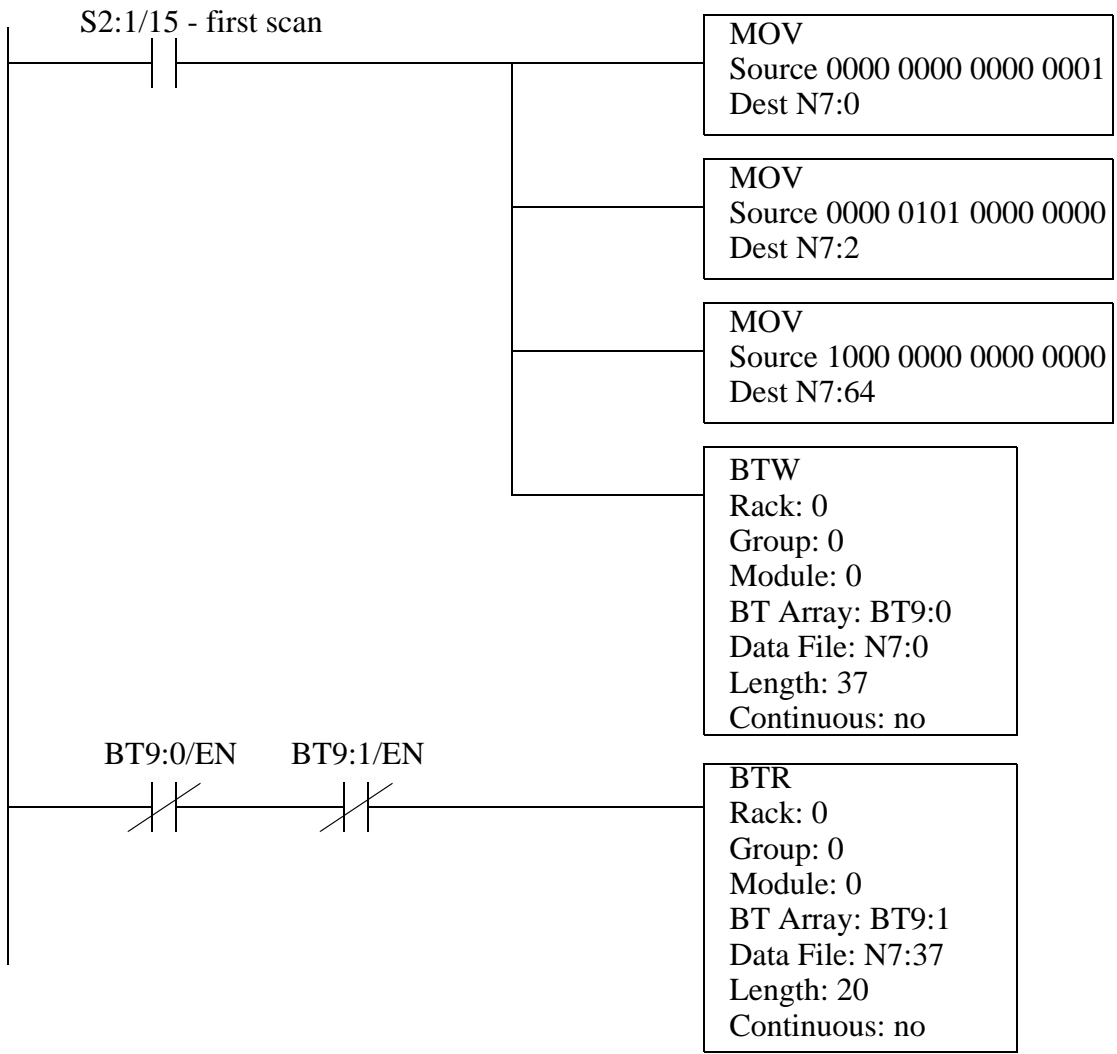 S2:1/15 - first scan
MOV
Source 0000 0000 0000 0001
Dest N7:0
MOV
Source 0000 0101 0000 0000
Dest N7:2
MOV
Source 1000 0000 0000 0000
Dest N7:64
BTW
Rack: 0
Group: 0
Module: 0
BT Array: BT9:0
Data File: N7:0
Length: 37
Continuous: no
BT9:0/EN
BT9:1/EN
BTR
Rack: 0
Group: 0
Module: 0
BT Array: BT9:1
Data File: N7:37
Length: 20
Continuous: no